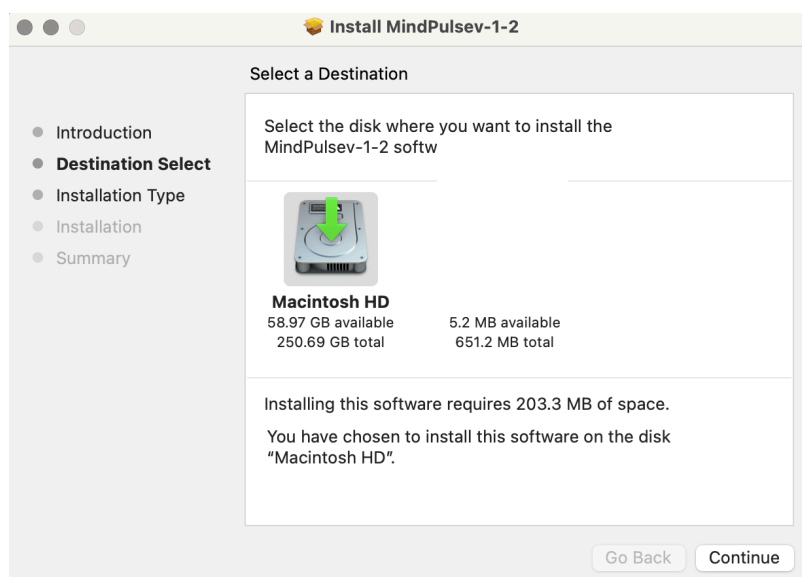 Install MindPulsev-1-2
Select a Destination
Introduction
Destination Select
Installation Type
Installation
Summary
Select the disk where you want to install the
MindPulsev-1-2 softw
Macintosh HD
58.97 GB available
250.69 GB total
5.2 MB available
651.2 MB total
Installing this software requires 203.3 MB of space.
You have chosen to install this software on the disk
“Macintosh HD”.
Go Back
Continue